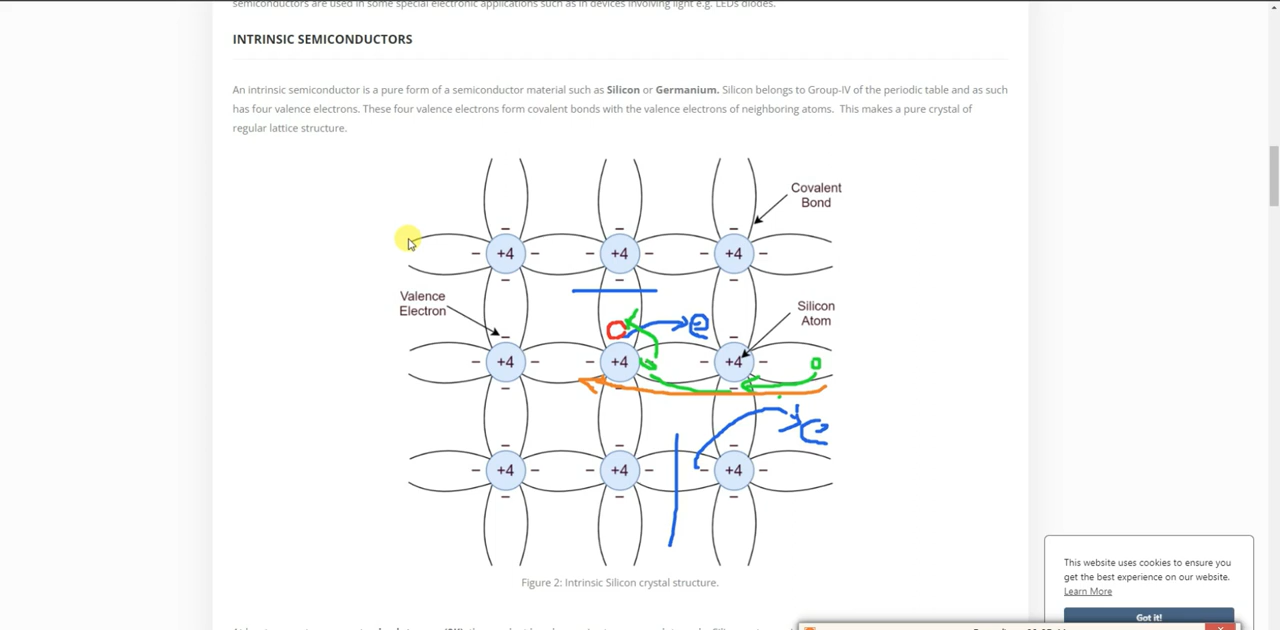 semiconductors are used in some special electronic applications such as in devices involving light e.g. LEDs diodes.
INTRINSIC SEMICONDUCTORS
An intrinsic semiconductor is a pure form of a semiconductor material such as Silicon or Germanium. Silicon belongs to Group-IV of the periodic table and as such
has four valence electrons. These four valence electrons form covalent bonds with the valence electrons of neighboring atoms. This makes a pure crystal of
regular lattice structure.
Covalent
Bond
+4 +4 +4
Valence
Electron
Silicon
Atom
e
+4 +4 +4
+4 +4 +4
Figure 2: Intrinsic Silicon crystal structure.
This website uses cookies to ensure you
get the best experience on our website.
Learn More
Got it!